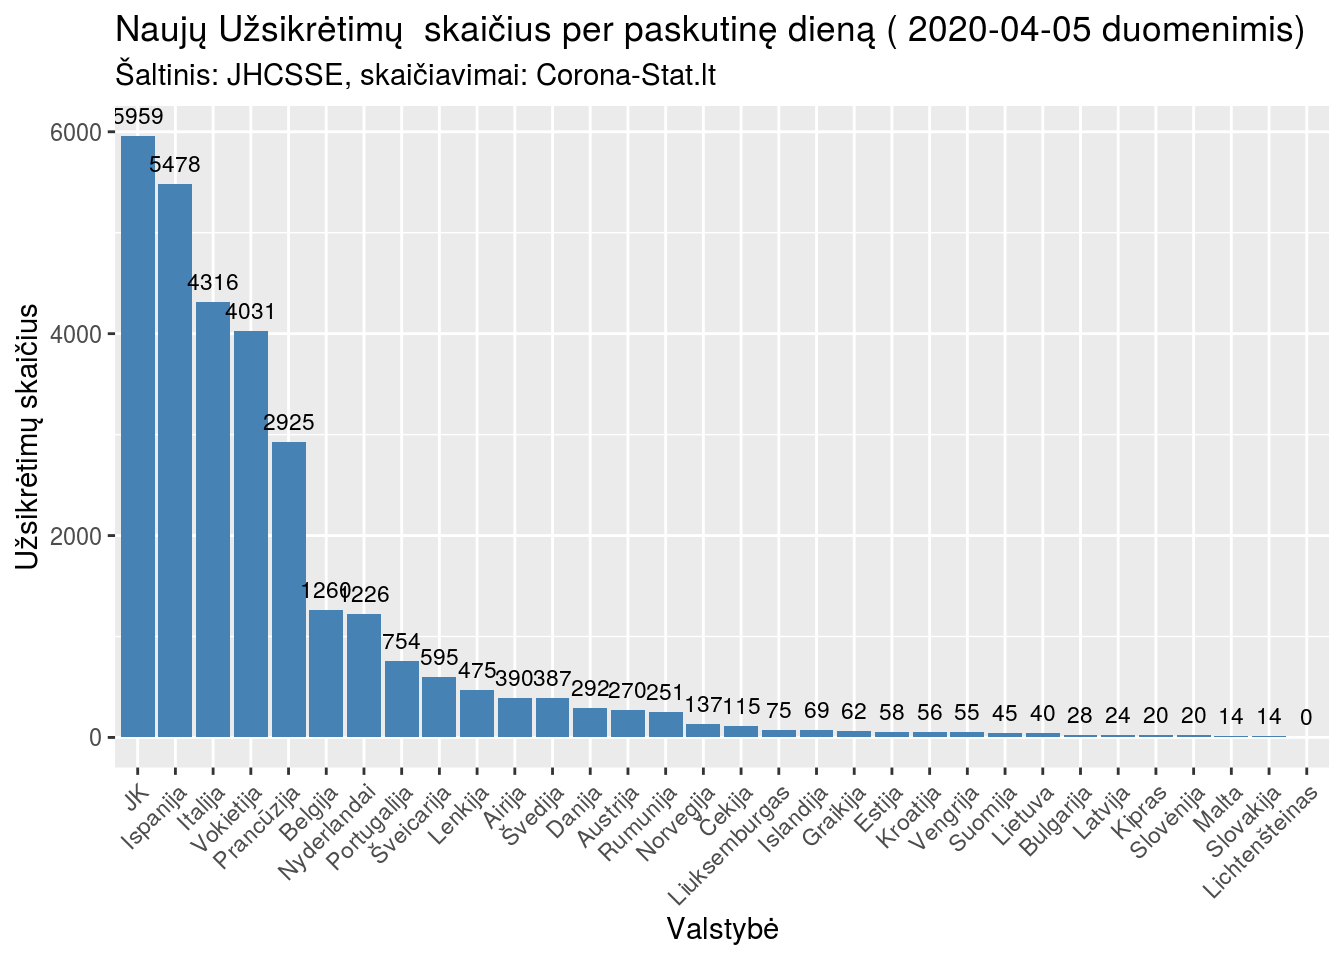 Naujų Užsikrėtimų  skaičius per paskutinę dieną ( 2020-04-05 duomenimis)
Šaltinis: JHCSSE, skaičiavimai: Corona-Stat.lt
Užsikrėtimų skaičius
6000
4000
2000
0
5959
5478
4316
4031
2925
1260
1226
754
595
475
390
387
292
270
251
137
115
75
69
62
58
56
55
45
40
28
24
20
20
14
14
0
JK
Ispanija
Italija
Vokietija
Prancūzija
Belgija
Nyderlandai
Portugalija
Šveicarija
Lenkija
Airija
Švedija
Danija
Austrija
Rumunija
Norvegija
Čekija
Liuksemburgas
Islandija
Graikija
Estija
Kroatija
Vengrija
Suomija
Lietuva
Bulgarija
Latvija
Kipras
Slovėnija
Malta
Slovakija
Lichtenšteinas
Valstybė